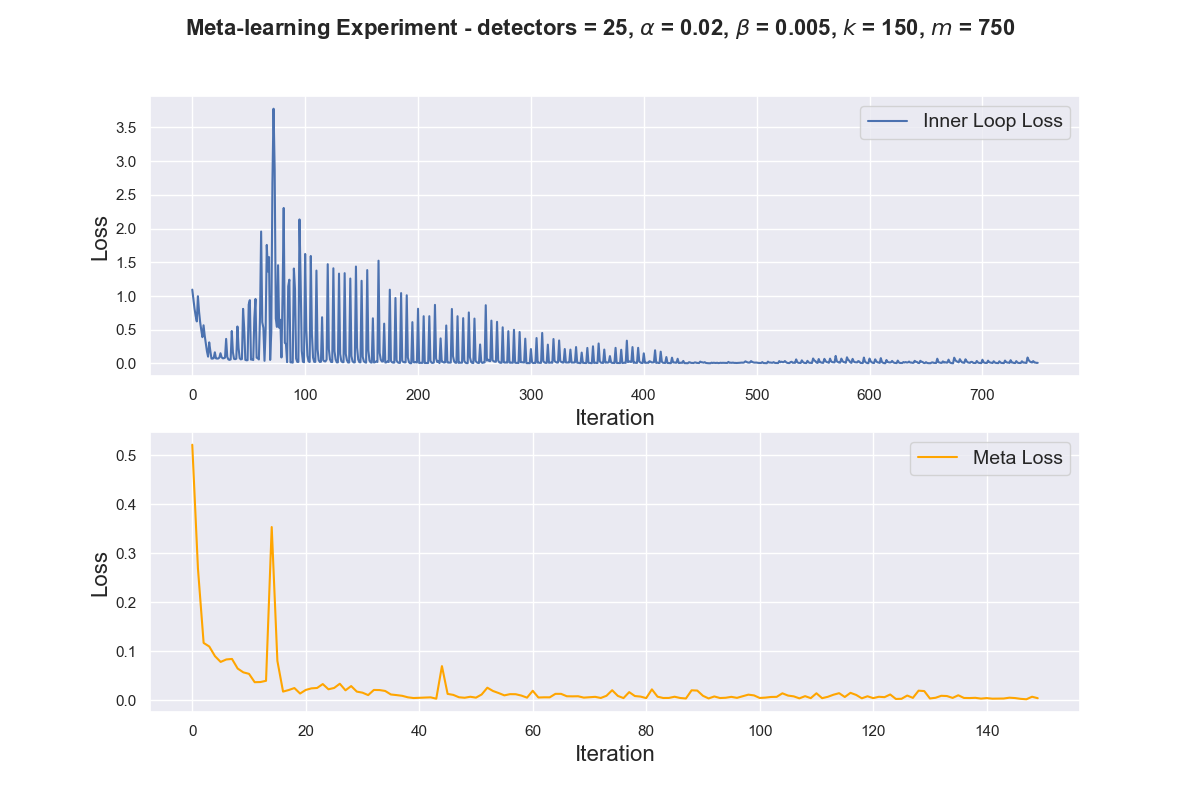 Meta-learning Experiment - detectors = 25, α = 0.02, β = 0.005, k = 150, m = 750
3.5
3.0
2.5
2.0
1.5
1.0
0.5
0.0
Loss
Inner Loop Loss
0 100 200 300 400 500 600 700
Iteration
0.5
0.4
0.3
0.2
0.1
0.0
Loss
Meta Loss
0 20 40 60 80 100 120 140
Iteration